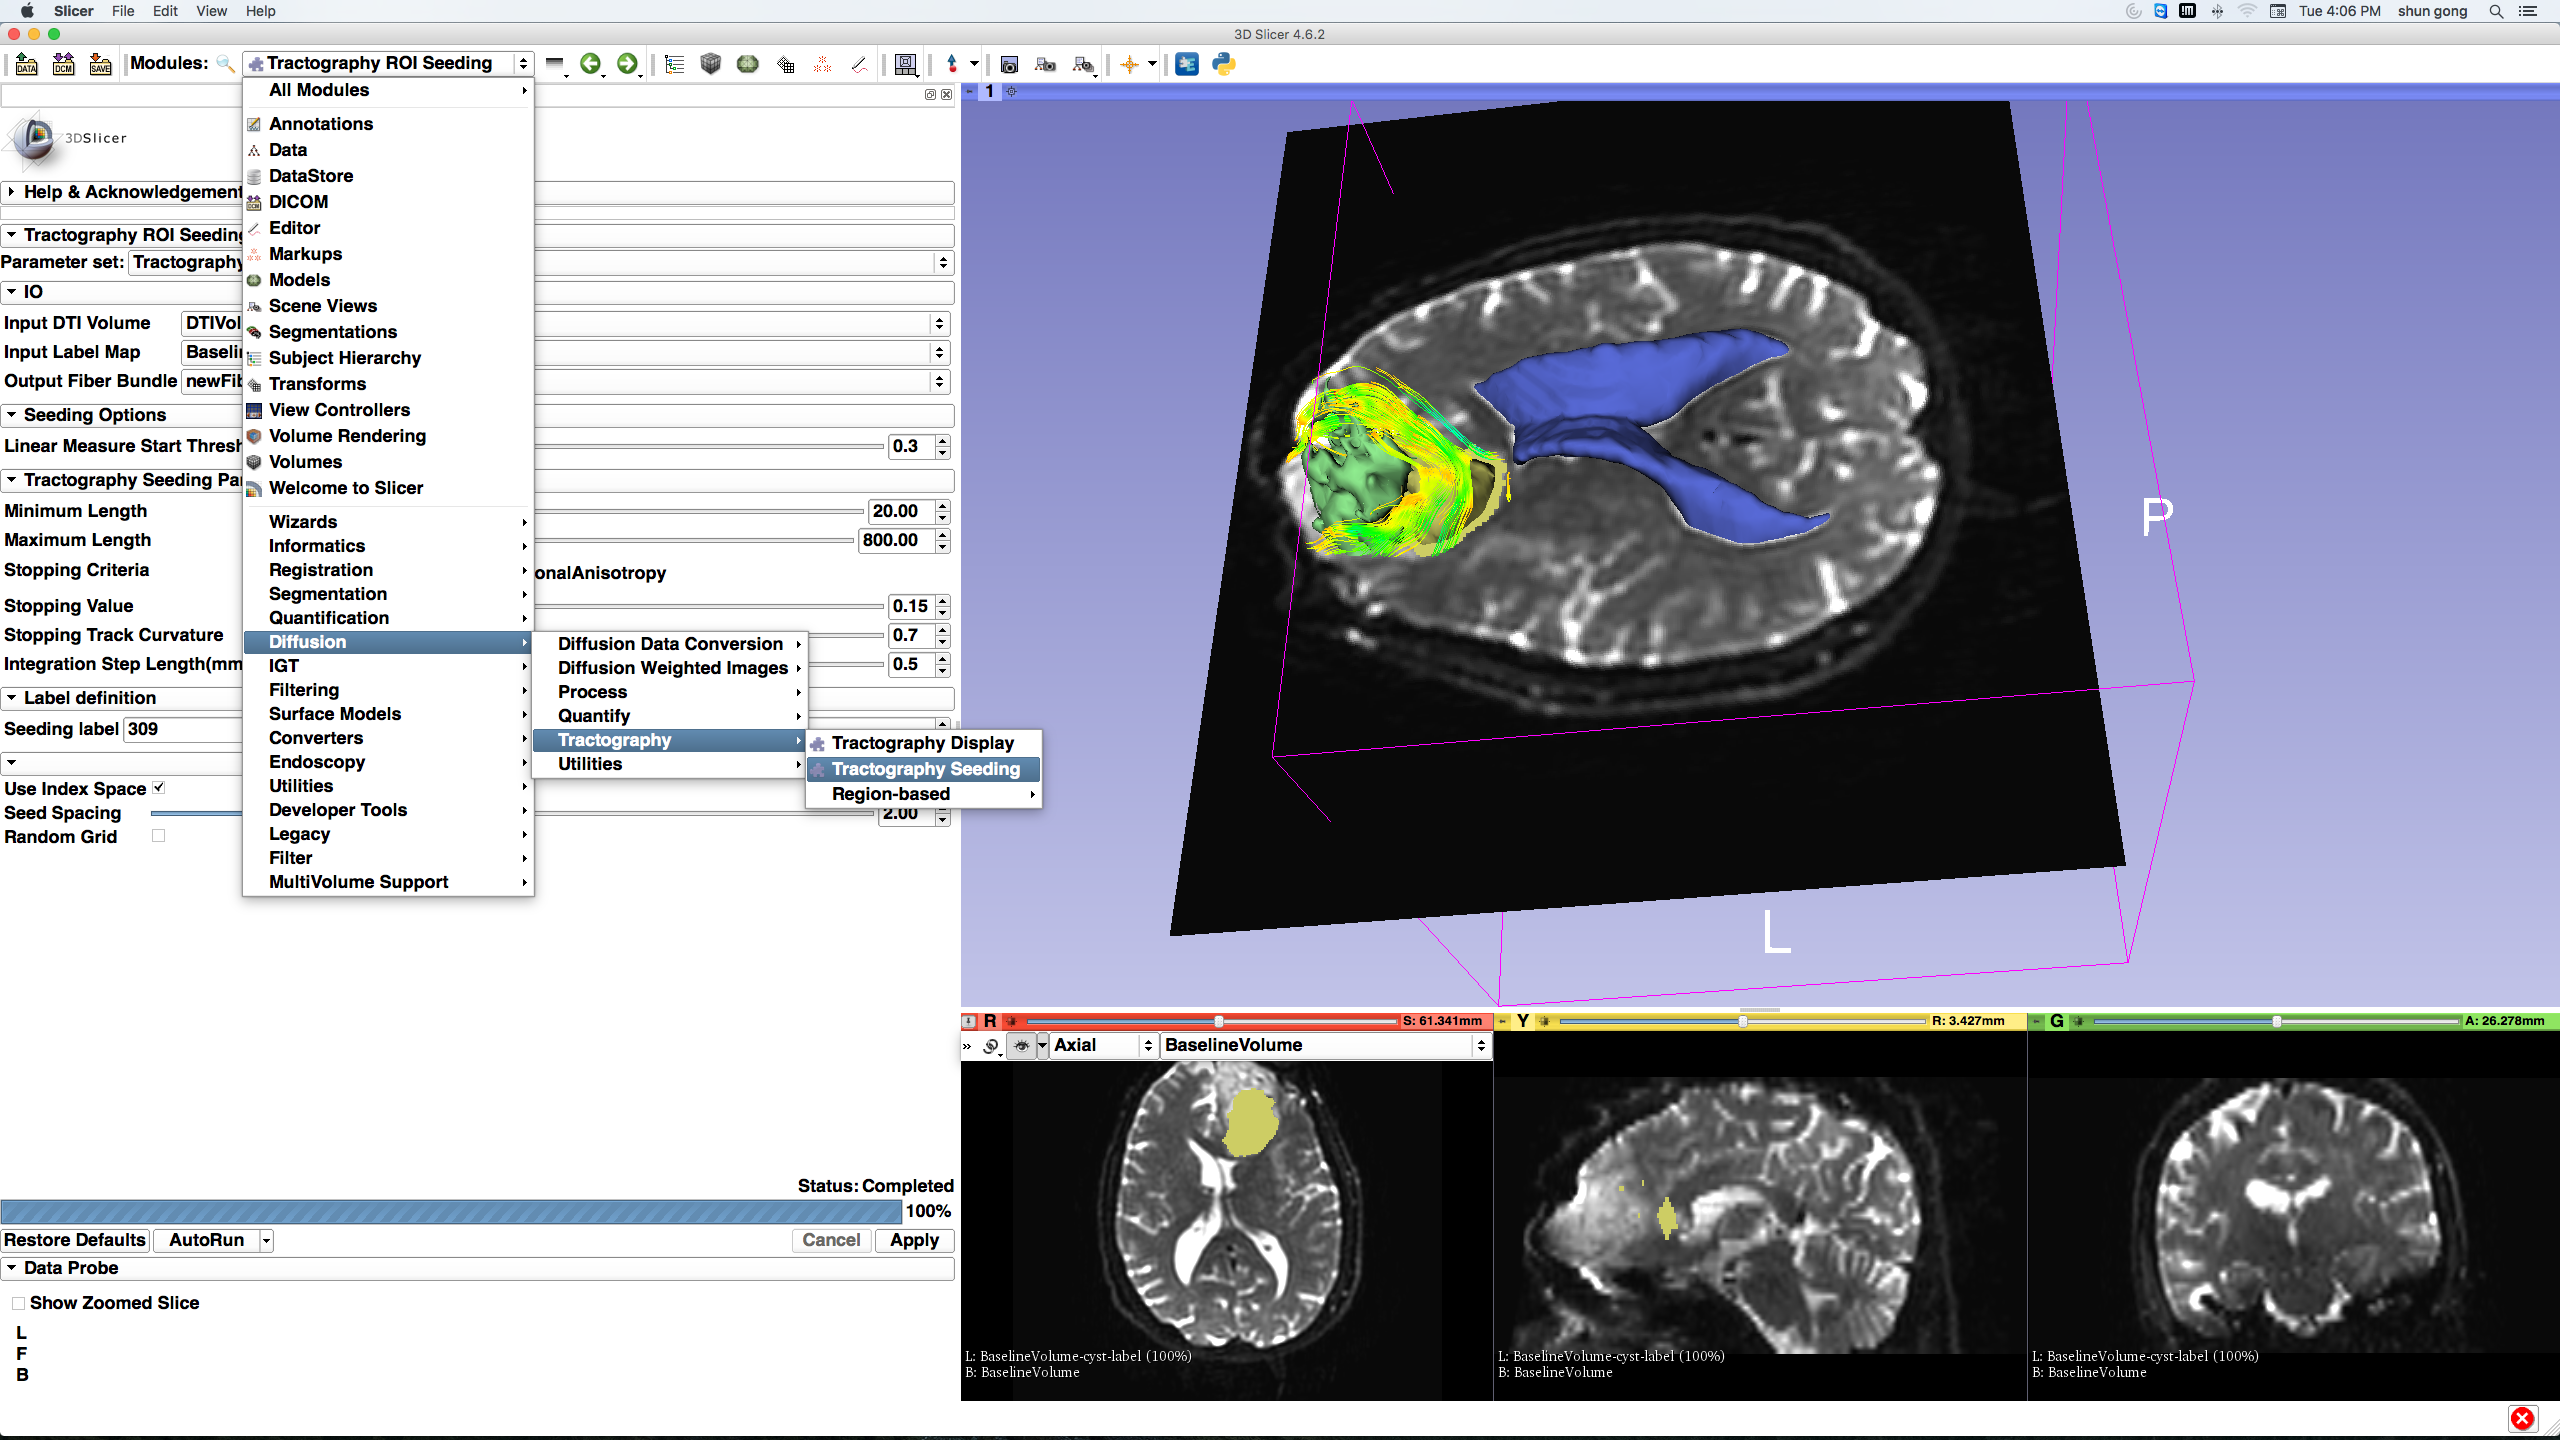 Slicer File Edit View Help Tue 4:06 PM shun gong
3D Slicer 4.6.2
DATA DCM SAVE Modules: Tractography ROI Seeding
1
All Modules
3DSlicer
Annotations
Data
DataStore
DICOM
Editor
Markups
Models
Scene Views
Segmentations
Subject Hierarchy
Transforms
View Controllers
Volume Rendering
Volumes
Welcome to Slicer
Wizards
Informatics
Registration
Segmentation
Quantification
Diffusion
IGT
Filtering
Surface Models
Converters
Endoscopy
Utilities
Developer Tools
Legacy
Filter
MultiVolume Support
Diffusion Data Conversion
Diffusion Weighted Images
Process
Quantify
Tractography
Utilities
Tractography Display
Tractography Seeding
Region-based
Help & Acknowledgement
Tractography ROI Seeding
Parameter set: Tractography
IO
Input DTI Volume DTIVol
Input Label Map Baseli
Output Fiber Bundle newFib
Seeding Options
Linear Measure Start Thresh 0.3
Tractography Seeding Pa
Minimum Length 20.00
Maximum Length 800.00
Stopping Criteria onalAnisotropy
Stopping Value 0.15
Stopping Track Curvature 0.7
Integration Step Length(mm 0.5
Label definition
Seeding label 309
Use Index Space
Seed Spacing 2.00
Random Grid
Status: Completed
100%
Restore Defaults AutoRun Cancel Apply
Data Probe
Show Zoomed Slice
L
F
B
P
L
R S: 61.341mm
Axial BaselineVolume
L: BaselineVolume-cyst-label (100%)
B: BaselineVolume
Y R: 3.427mm
L: BaselineVolume-cyst-label (100%)
B: BaselineVolume
G A: 26.278mm
L: BaselineVolume-cyst-label (100%)
B: BaselineVolume